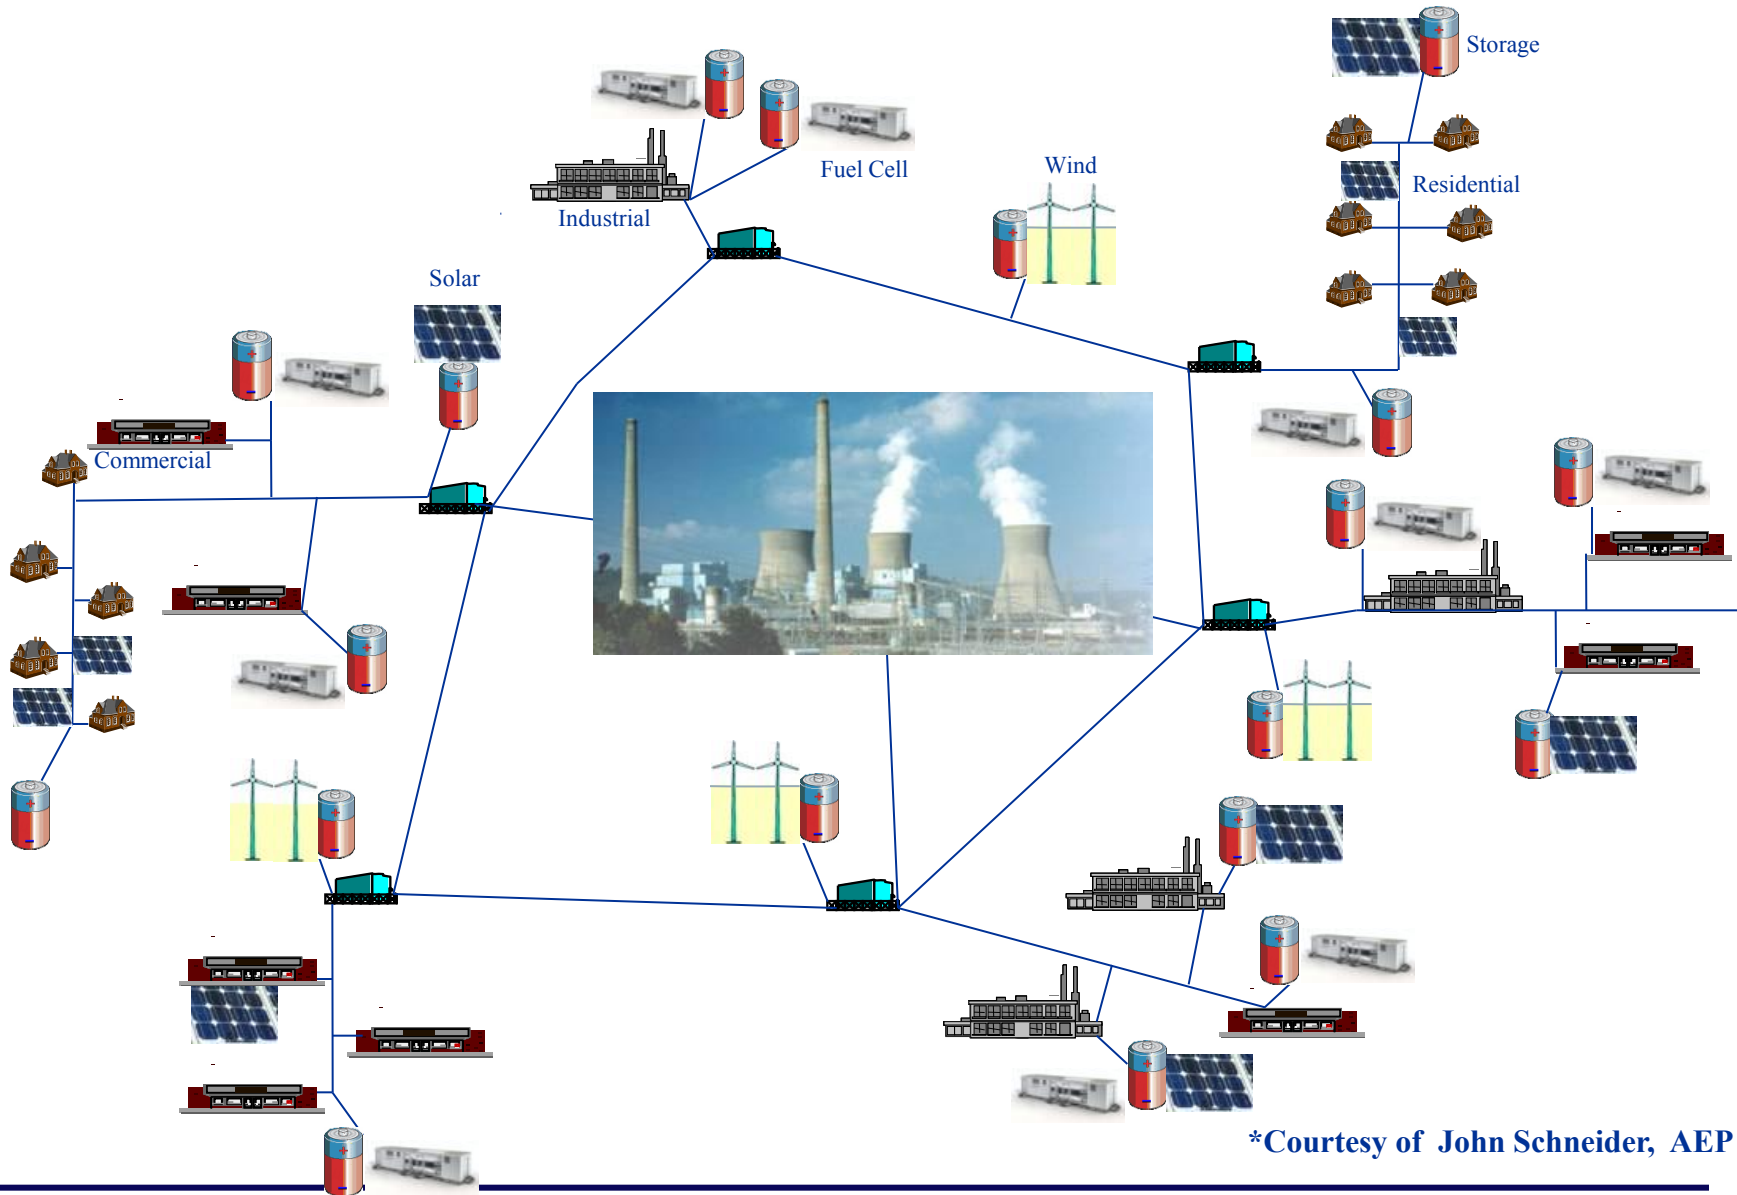 Storage
Fuel Cell
Wind
Residential
Industrial
Solar
Commercial
*Courtesy of John Schneider, AEP